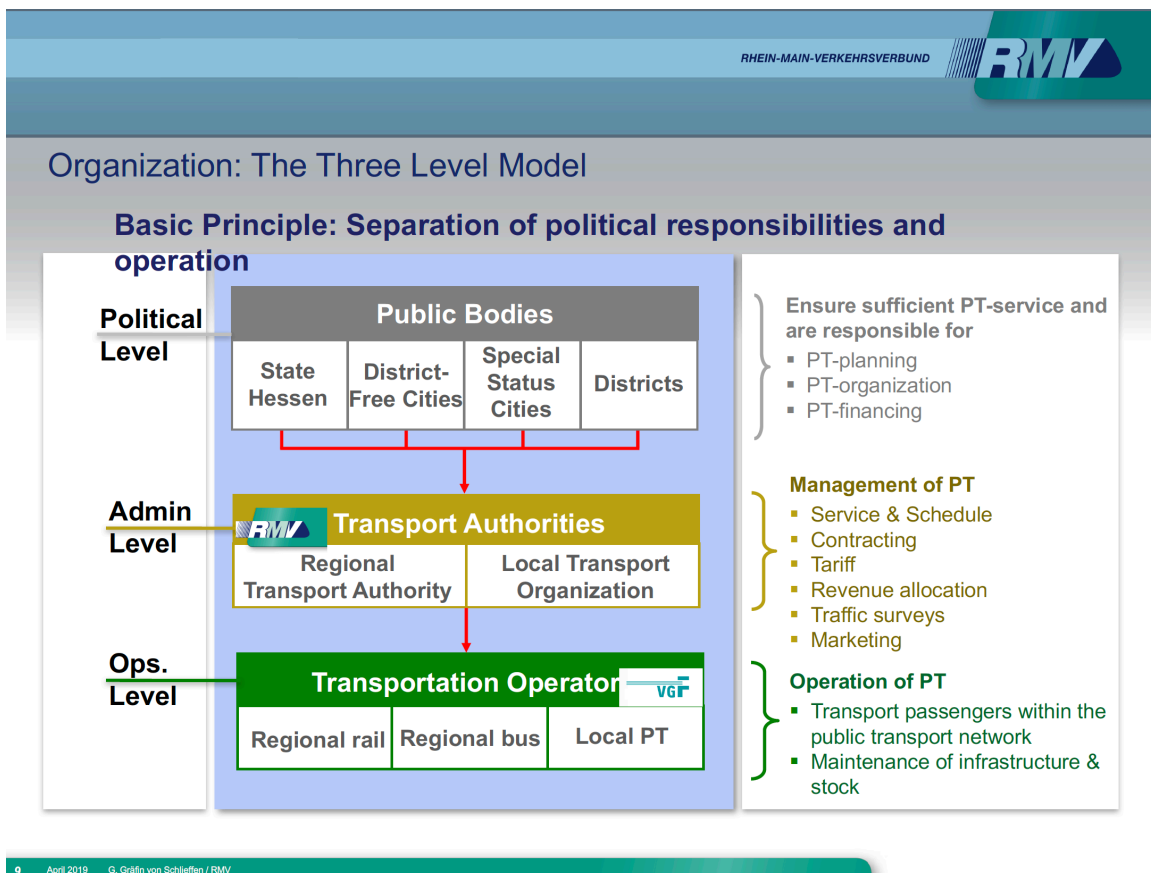 RHEIN-MAIN-VERKEHRSVERBUND
RMV
Organization: The Three Level Model
Basic Principle: Separation of political responsibilities and
operation
Political
Level
Public Bodies
State
Hessen
District-
Free Cities
Special
Status
Cities
Districts
Ensure sufficient PT-service and
are responsible for
▪ PT-planning
▪ PT-organization
▪ PT-financing
Admin
Level
RMV
Transport Authorities
Regional
Transport Authority
Local Transport
Organization
Management of PT
▪ Service & Schedule
▪ Contracting
▪ Tariff
▪ Revenue allocation
▪ Traffic surveys
▪ Marketing
Ops.
Level
Transportation Operator
VGF
Regional rail
Regional bus
Local PT
Operation of PT
▪ Transport passengers within the
public transport network
▪ Maintenance of infrastructure &
stock
9 April 2019 G. Gräfin von Schlieffen / RMV